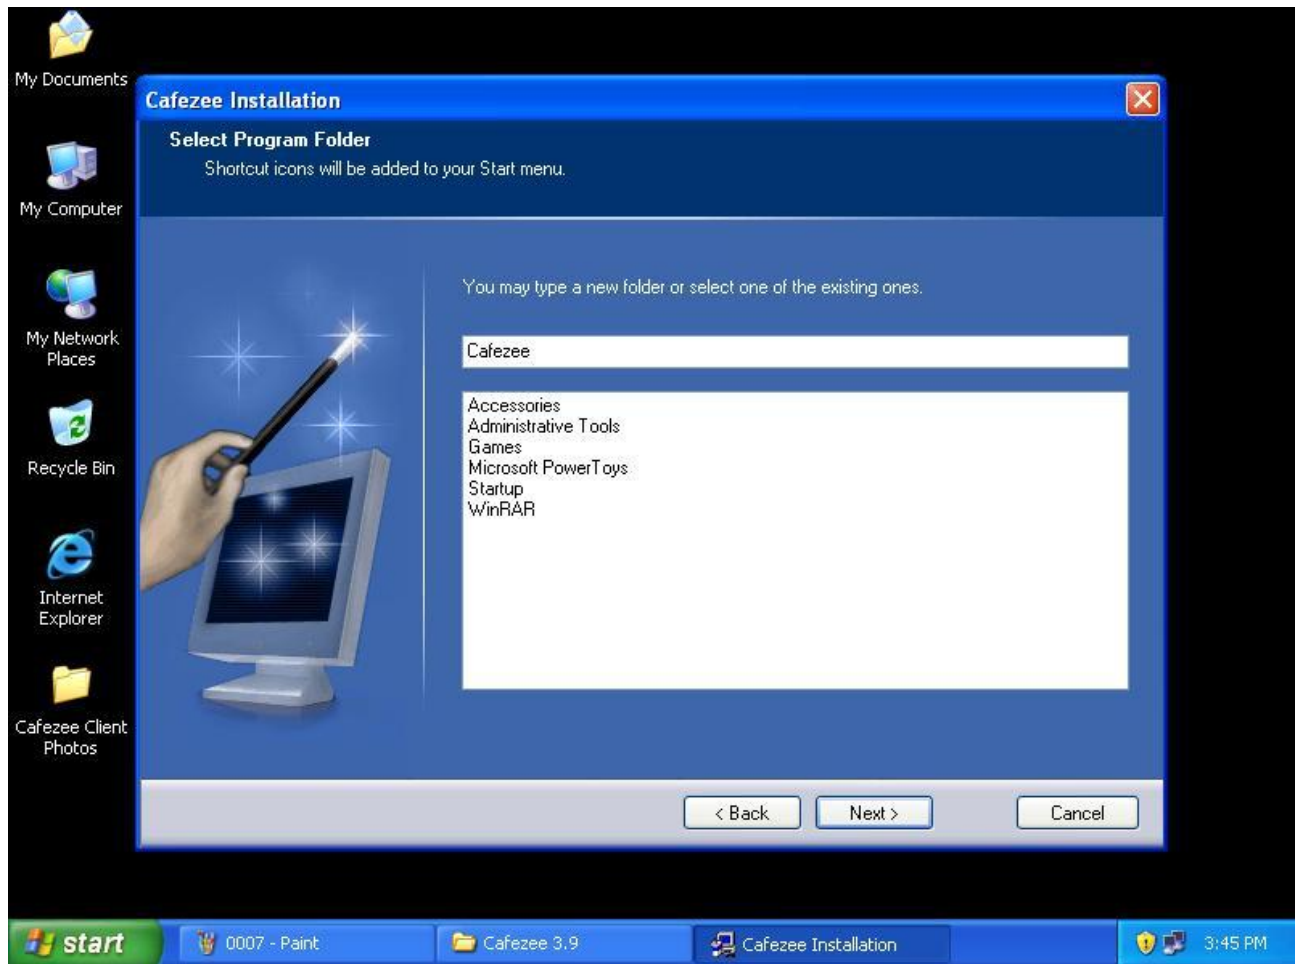 My Documents
My Computer
My Network
Places
Recycle Bin
Internet
Explorer
Cafezee Client
Photos
Cafezee Installation
Select Program Folder
Shortcut icons will be added to your Start menu.
You may type a new folder or select one of the existing ones.
Cafezee
Accessories
Administrative Tools
Games
Microsoft PowerToys
Startup
WinRAR
< Back
Next >
Cancel
start
0007 - Paint
Cafezee 3.9
Cafezee Installation
3:45 PM